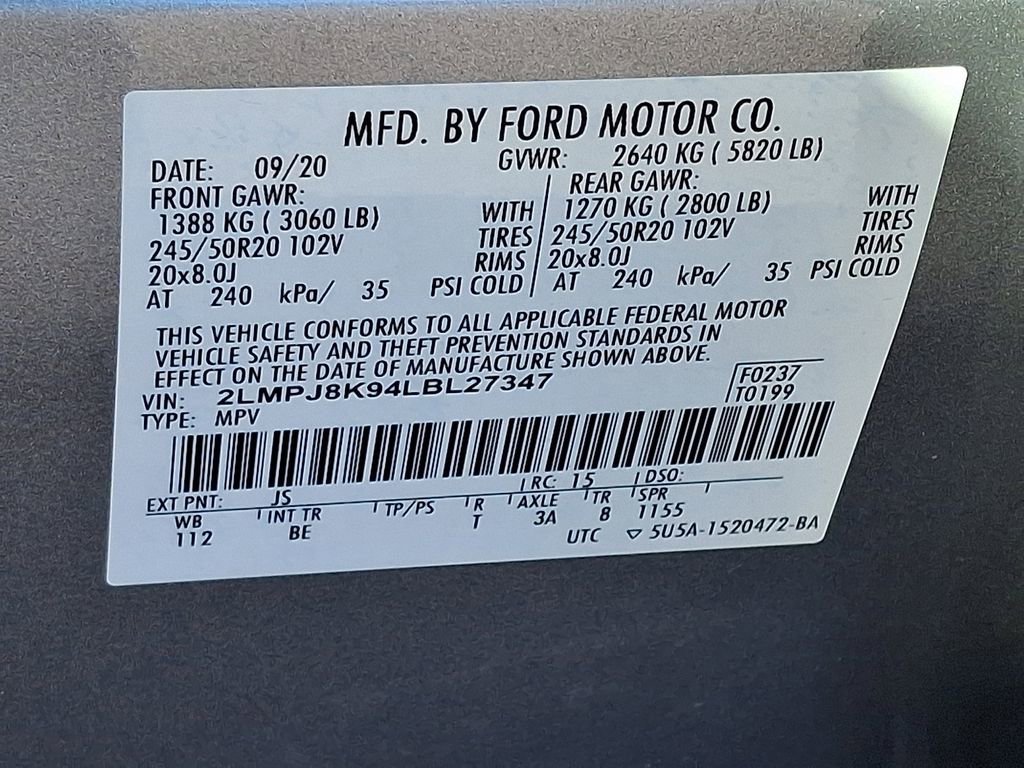 MFD. BY FORD MOTOR CO.
DATE: 09/20 GVWR: 2640 KG ( 5820 LB)
FRONT GAWR: REAR GAWR:
1388 KG ( 3060 LB) WITH 1270 KG ( 2800 LB) WITH
245/50R20 102V TIRES 245/50R20 102V TIRES
20x8.0J RIMS 20x8.0J RIMS
AT 240 kPa/ 35 PSI COLD AT 240 kPa/ 35 PSI COLD
THIS VEHICLE CONFORMS TO ALL APPLICABLE FEDERAL MOTOR
VEHICLE SAFETY AND THEFT PREVENTION STANDARDS IN
EFFECT ON THE DATE OF MANUFACTURE SHOWN ABOVE.
VIN: 2LMPJ8K94LBL27347 F0237
TYPE: MPV T0199
EXT PNT: JS RC: 15 DSO:
WB INT TR TP/PS R AXLE TR SPR
112 BE T 3A 8 1155
UTC ▽ 5U5A-1520472-BA